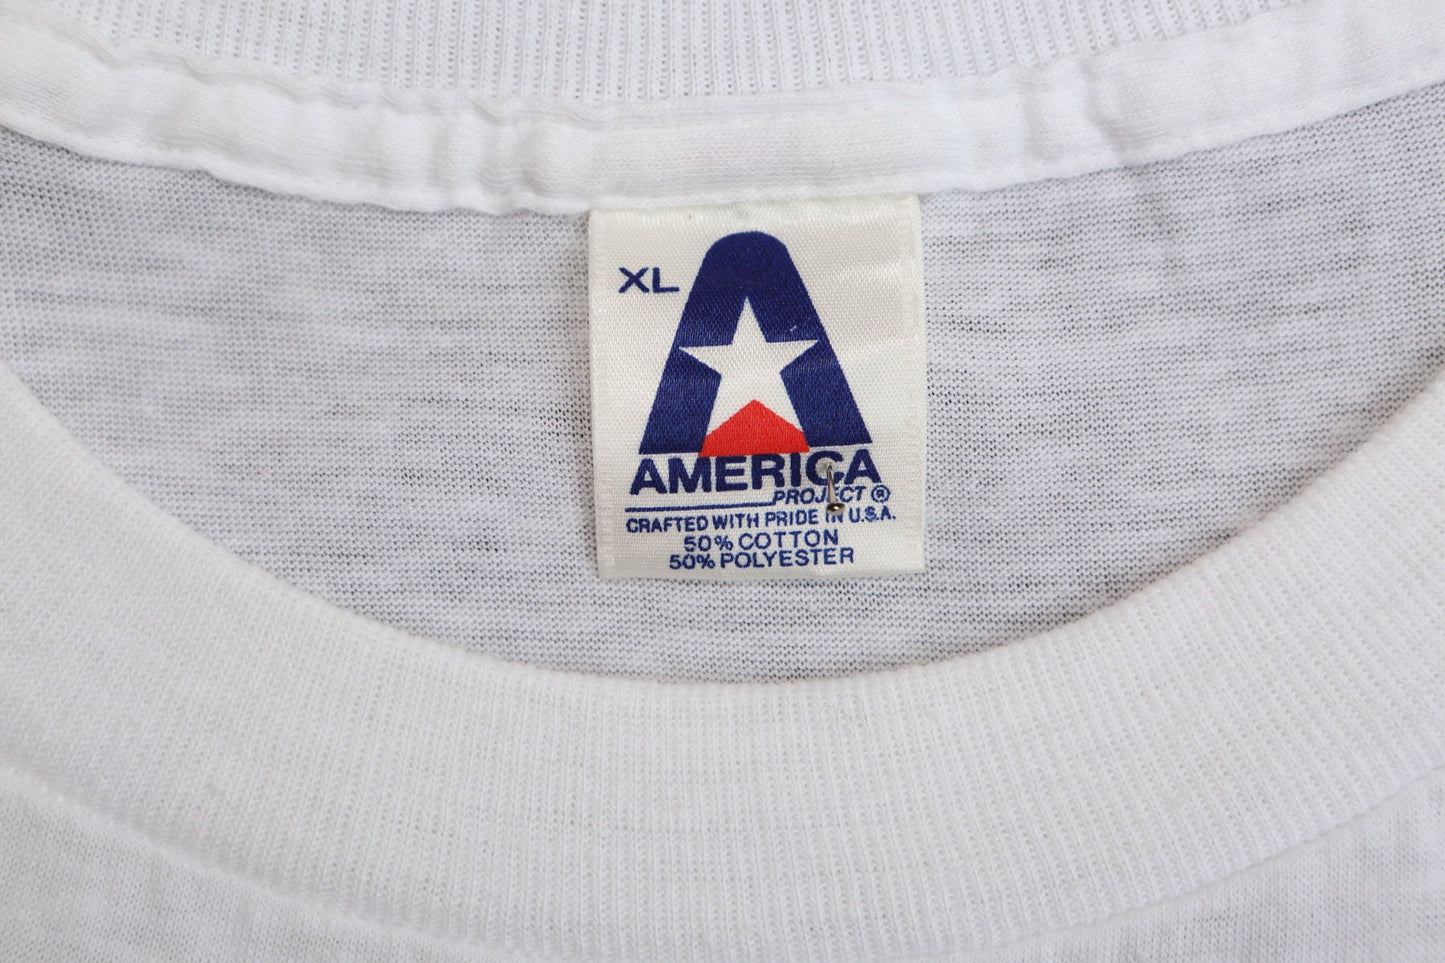 XL
AMERICA
PROJECT ®
CRAFTED WITH PRIDE IN U.S.A.
50% COTTON
50% POLYESTER